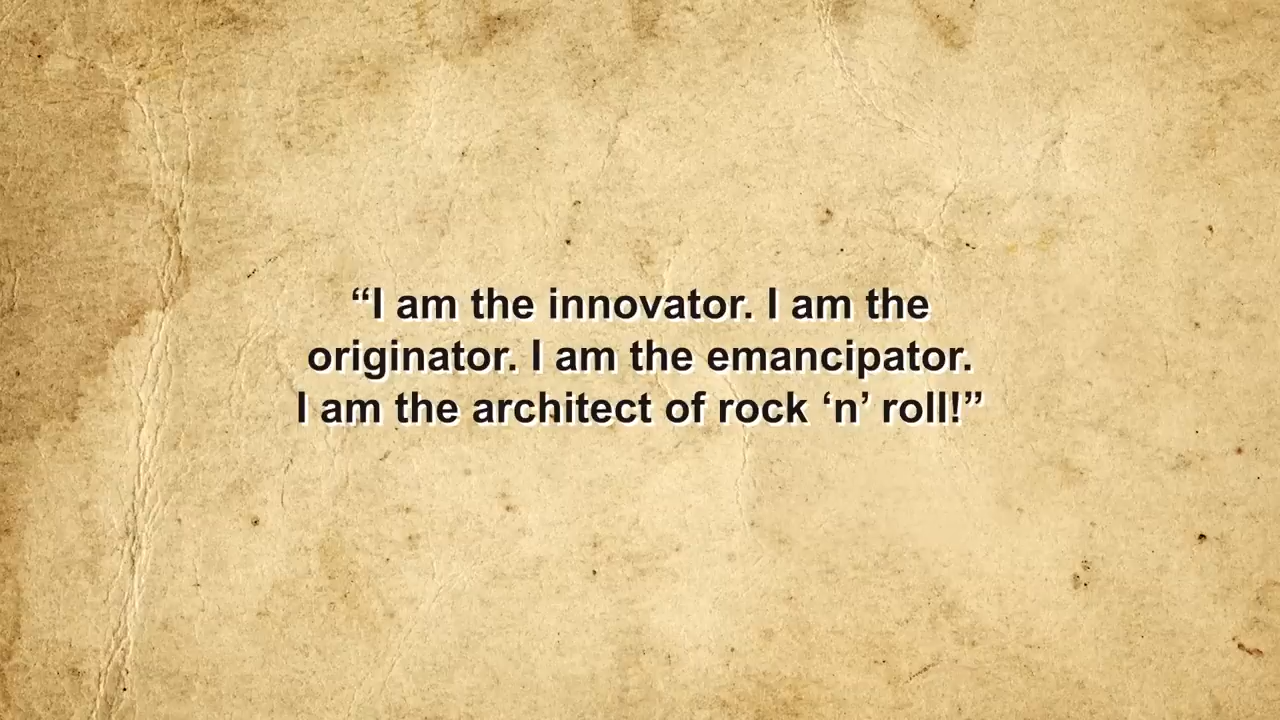 “I am the innovator. I am the
originator. I am the emancipator.
I am the architect of rock ‘n’ roll!”